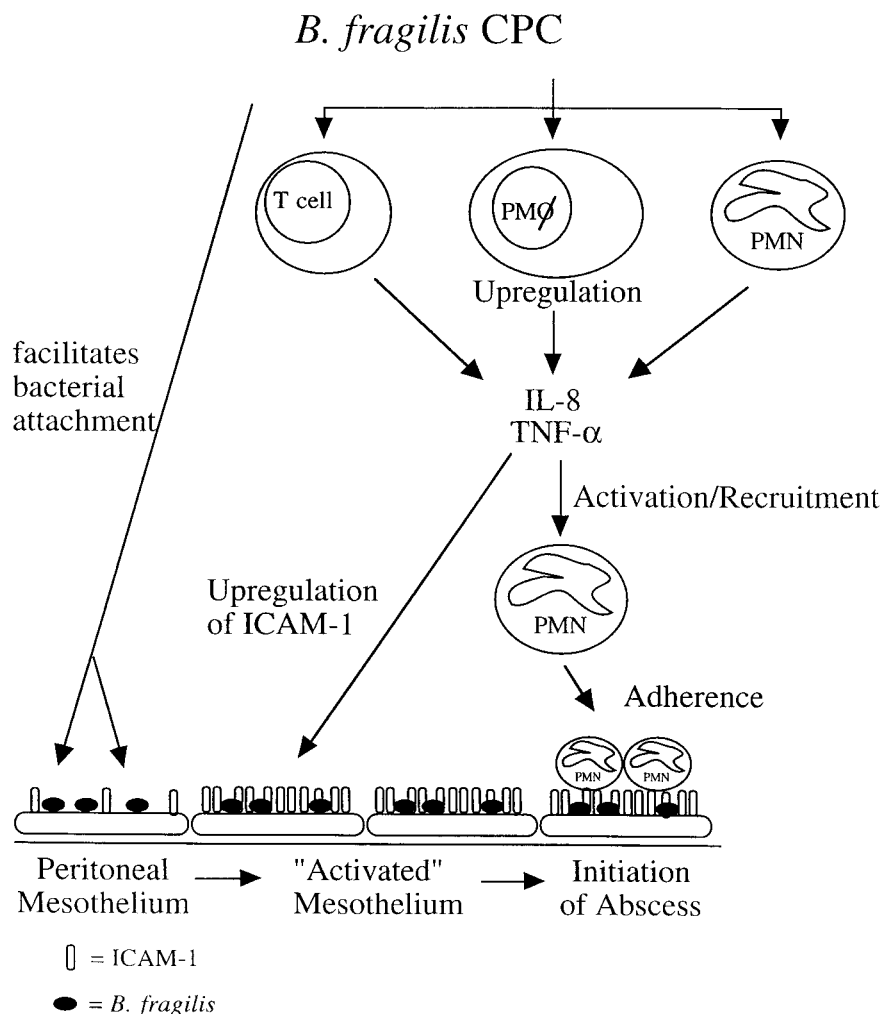 B. fragilis CPC
T cell
PMØ
PMN
Upregulation
facilitates
bacterial
attachment
IL-8
TNF-α
Activation/Recruitment
Upregulation
of ICAM-1
PMN
Adherence
PMN
PMN
Peritoneal
Mesothelium
"Activated"
Mesothelium
Initiation
of Abscess
= ICAM-1
= B. fragilis